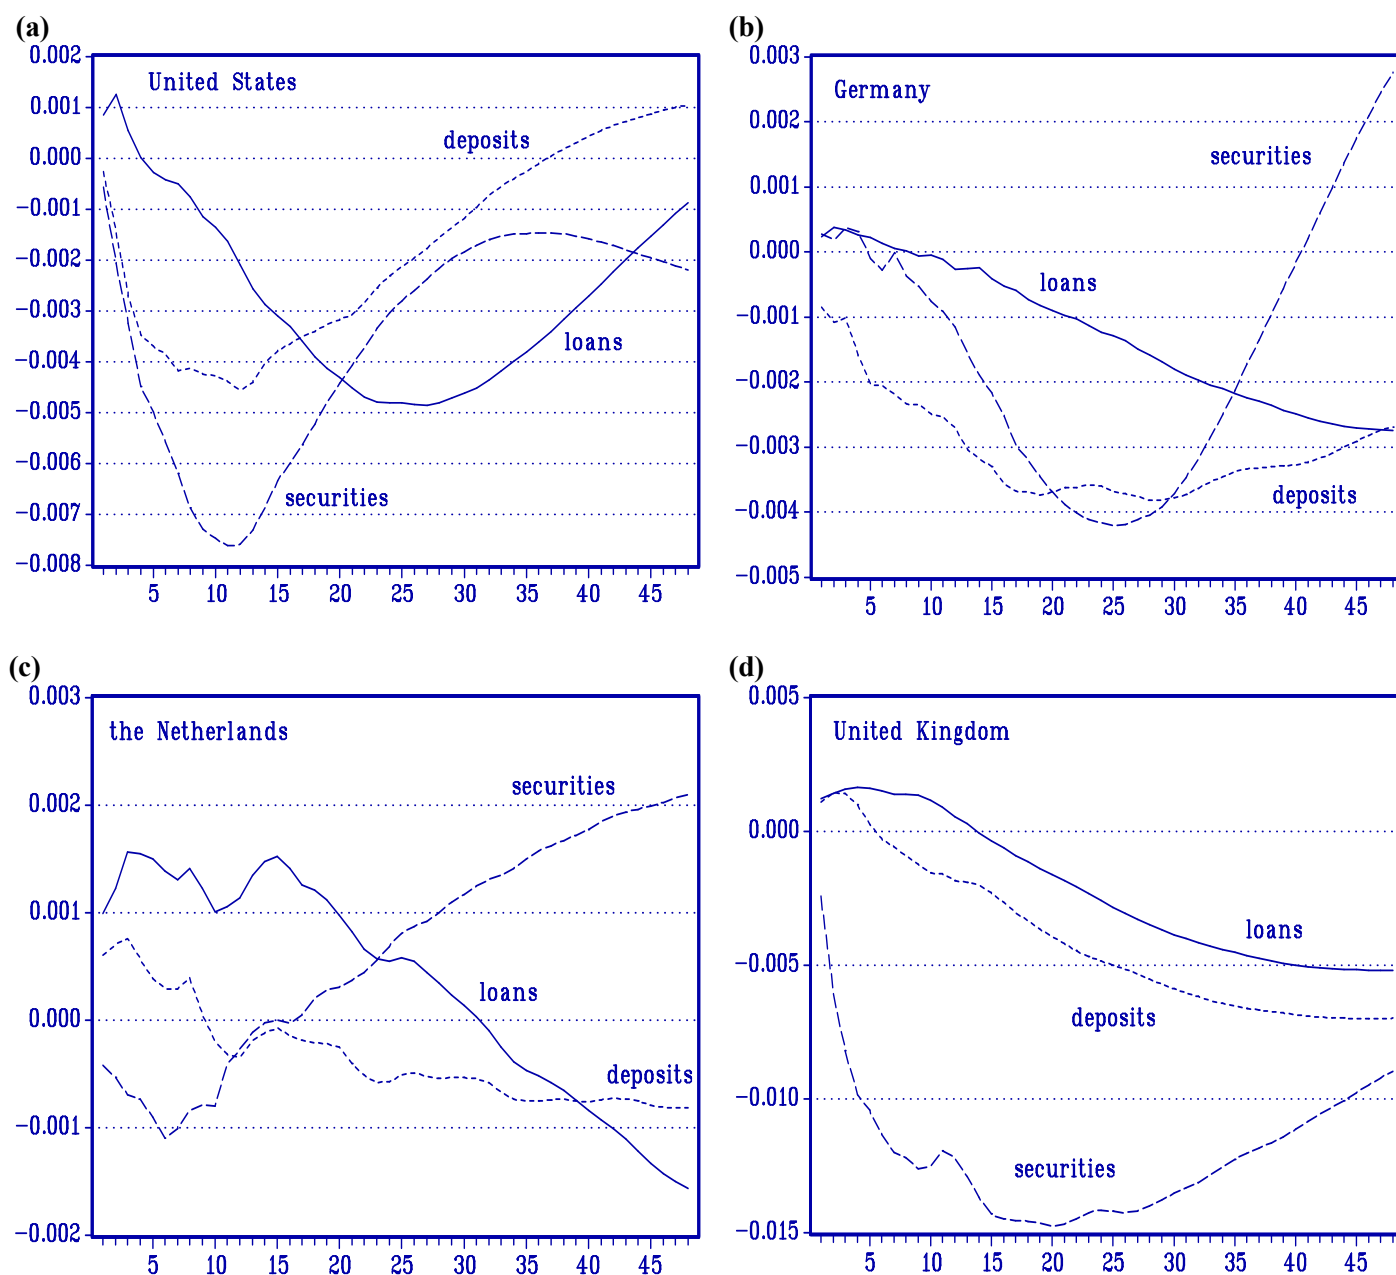 (a)
0.002
United States
0.001
deposits
0.000
−0.001
−0.002
−0.003
loans
−0.004
−0.005
−0.006
securities
−0.007
−0.008
5 10 15 20 25 30 35 40 45
(b)
0.003
Germany
0.002
securities
0.001
0.000
loans
−0.001
−0.002
−0.003
deposits
−0.004
−0.005
5 10 15 20 25 30 35 40 45
(c)
0.003
the Netherlands
securities
0.002
0.001
loans
0.000
deposits
−0.001
−0.002
5 10 15 20 25 30 35 40 45
(d)
0.005
United Kingdom
0.000
loans
−0.005
deposits
−0.010
securities
−0.015
5 10 15 20 25 30 35 40 45